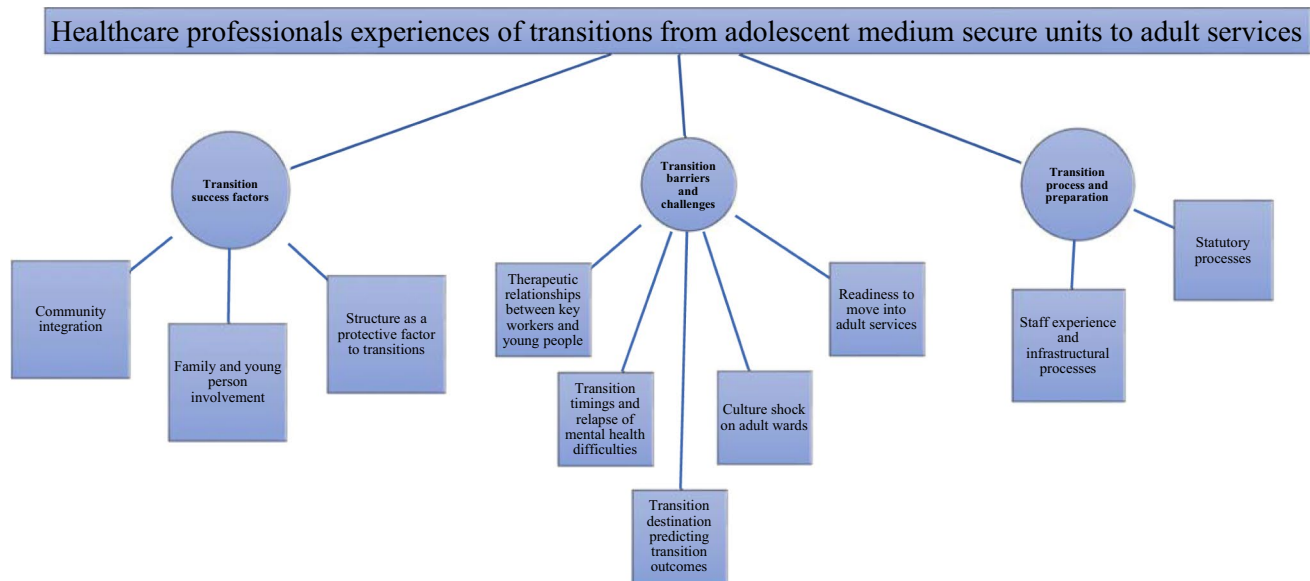 Healthcare professionals experiences of transitions from adolescent medium secure units to adult services
Transition
success factors
Community
integration
Family and young
person
involvement
Structure as a
protective factor
to transitions
Transition
barriers
and
challenges
Therapeutic
relationships
between key
workers and
young people
Transition
timings and
relapse of
mental health
difficulties
Transition
destination
predicting
transition
outcomes
Culture shock
on adult wards
Readiness to
move into
adult services
Transition
process and
preparation
Staff experience
and
infrastructural
processes
Statutory
processes